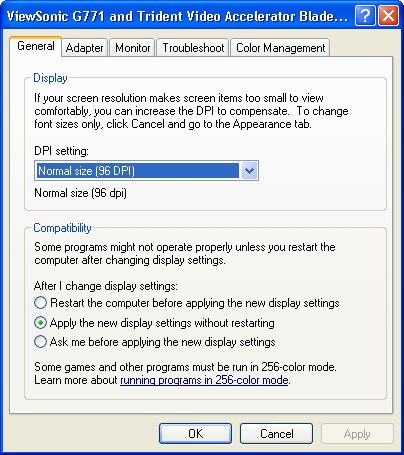 ViewSonic G771 and Trident Video Accelerator Blade...
General Adapter Monitor Troubleshoot Color Management
Display
If your screen resolution makes screen items too small to view
comfortably, you can increase the DPI to compensate. To change
font sizes only, click Cancel and go to the Appearance tab.
DPI setting:
Normal size (96 DPI)
Normal size (96 dpi)
Compatibility
Some programs might not operate properly unless you restart the
computer after changing display settings.
After I change display settings:
Restart the computer before applying the new display settings
Apply the new display settings without restarting
Ask me before applying the new display settings
Some games and other programs must be run in 256-color mode.
Learn more about running programs in 256-color mode.
OK Cancel Apply